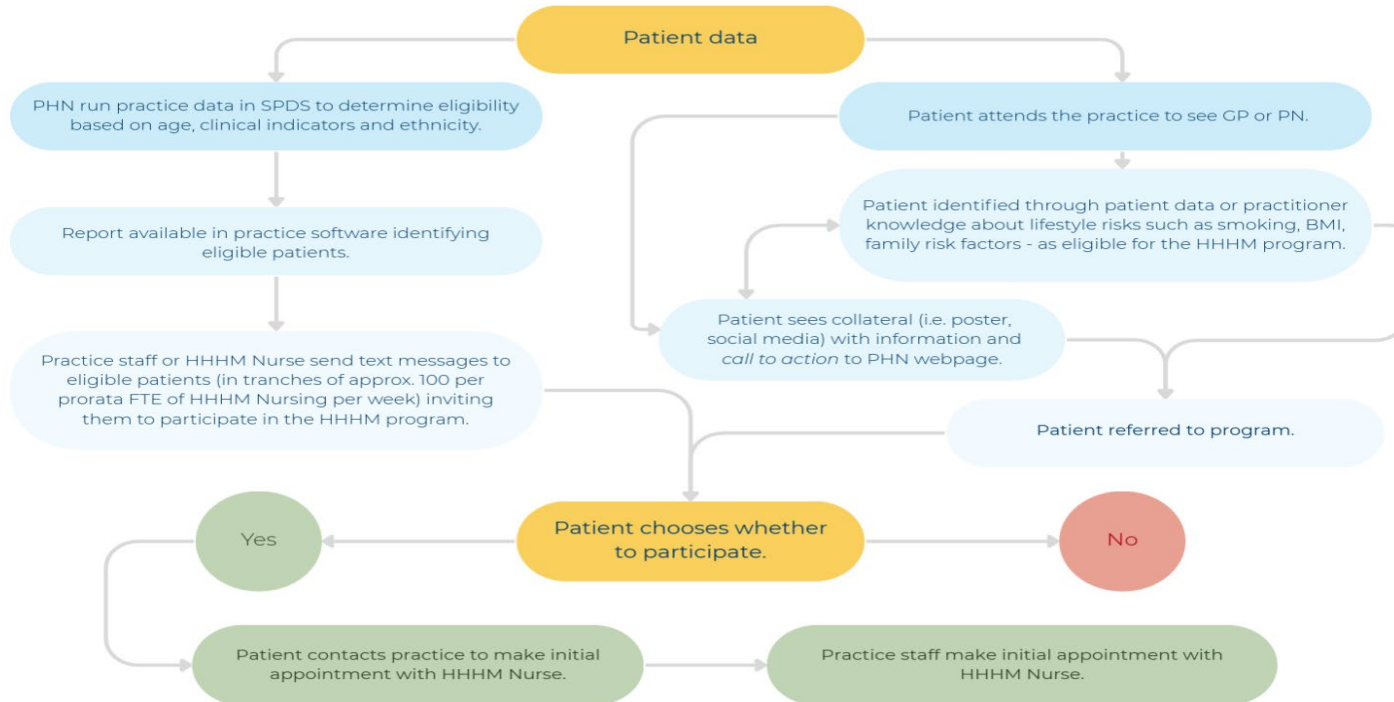 Patient data
PHN run practice data in SPDS to determine eligibility
based on age, clinical indicators and ethnicity.
Patient attends the practice to see GP or PN.
Report available in practice software identifying
eligible patients.
Patient identified through patient data or practitioner
knowledge about lifestyle risks such as smoking, BMI,
family risk factors - as eligible for the HHHM program.
Patient sees collateral (i.e. poster,
social media) with information and
call to action to PHN webpage.
Practice staff or HHHM Nurse send text messages to
eligible patients (in tranches of approx. 100 per
prorata FTE of HHHM Nursing per week) inviting
them to participate in the HHHM program.
Patient referred to program.
Patient chooses whether
to participate.
Yes
No
Patient contacts practice to make initial
appointment with HHHM Nurse.
Practice staff make initial appointment with
HHHM Nurse.